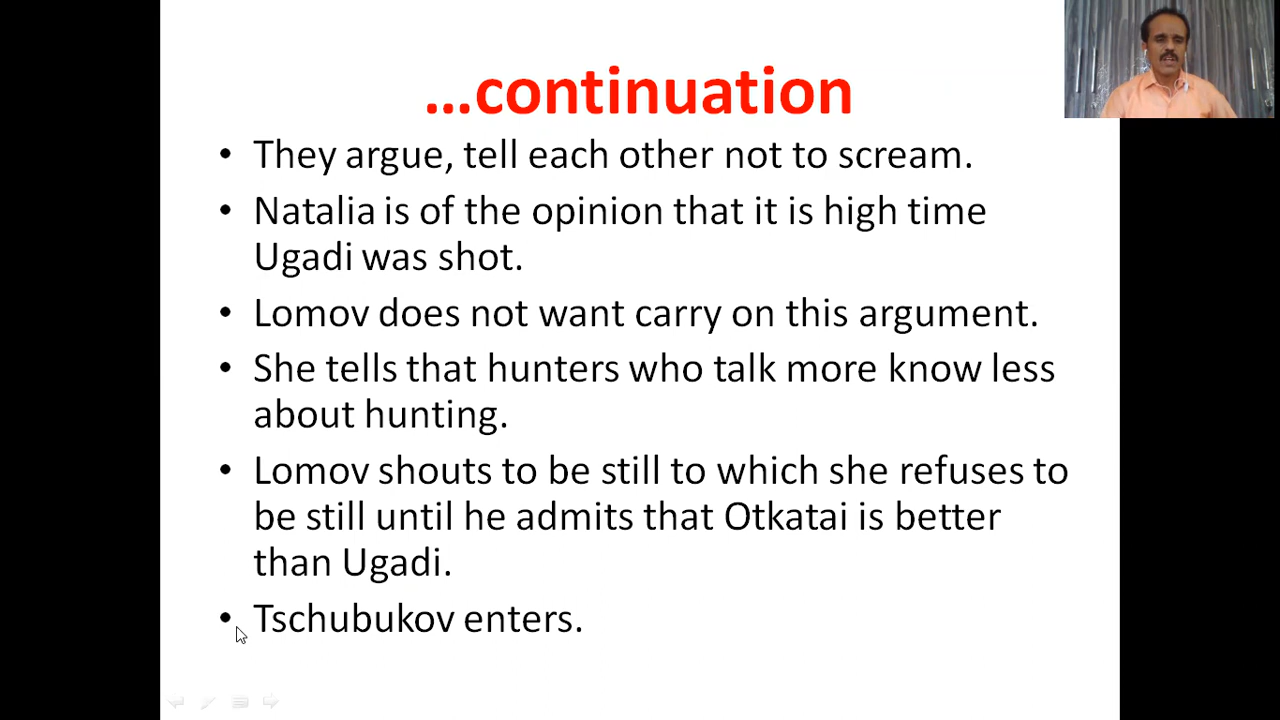 ...continuation
• They argue, tell each other not to scream.
• Natalia is of the opinion that it is high time
Ugadi was shot.
• Lomov does not want carry on this argument.
• She tells that hunters who talk more know less
about hunting.
• Lomov shouts to be still to which she refuses to
be still until he admits that Otkatai is better
than Ugadi.
• Tschubukov enters.